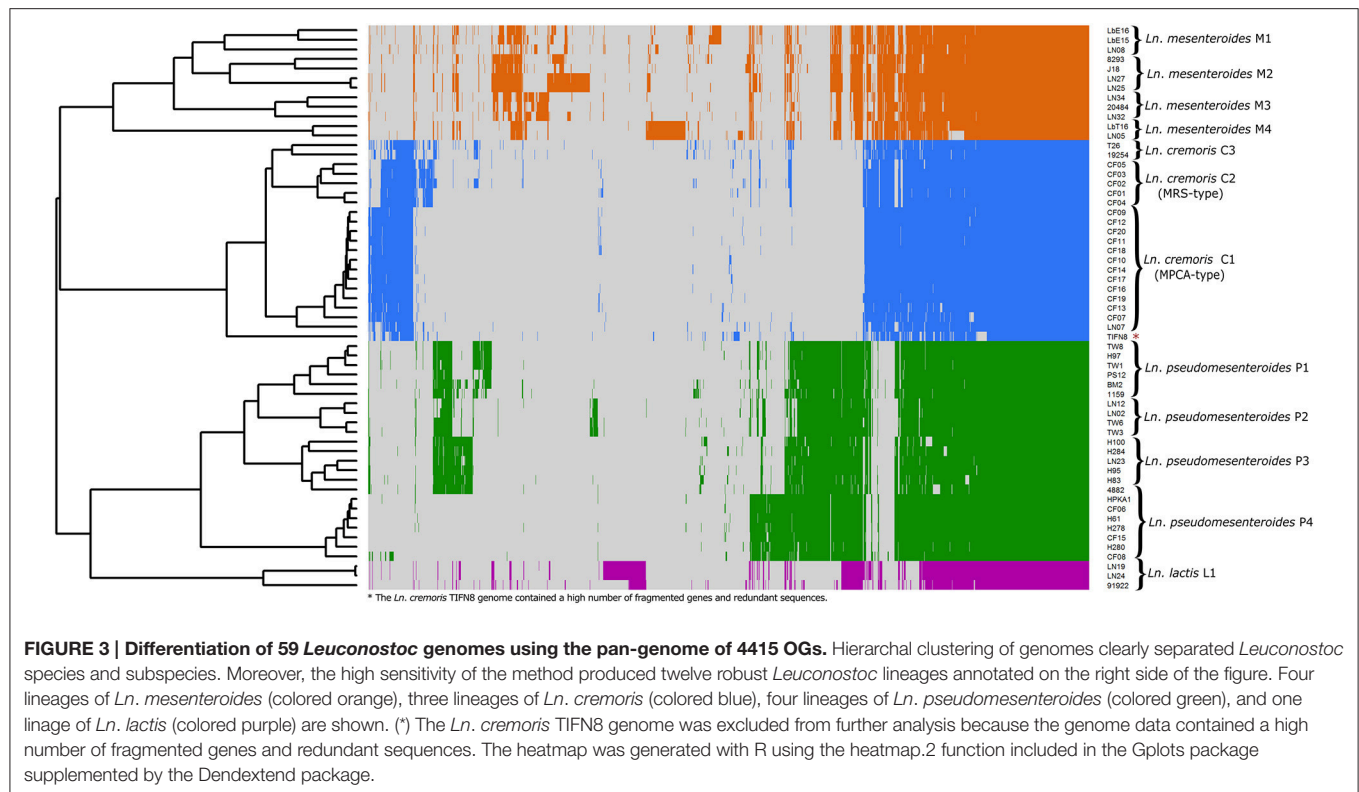 LbE16
LbE15
LN08
Ln. mesenteroides M1
8293
J18
LN27
LN25
Ln. mesenteroides M2
LN34
20484
LN32
Ln. mesenteroides M3
LbT16
LN05
Ln. mesenteroides M4
T26
19254
Ln. cremoris C3
CF05
CF03
CF02
CF01
CF04
Ln. cremoris C2
(MRS-type)
CF09
CF12
CF20
CF11
CF18
CF10
CF14
CF17
CF16
CF19
CF13
CF07
LN07
Ln. cremoris C1
(MPCA-type)
TIFN8 *
TW8
H97
TW1
PS12
BM2
1159
Ln. pseudomesenteroides P1
LN12
LN02
TW6
TW3
Ln. pseudomesenteroides P2
H100
H284
LN23
H95
H83
Ln. pseudomesenteroides P3
4882
HPKA1
CF06
H61
H278
CF15
H280
CF08
Ln. pseudomesenteroides P4
LN19
LN24
91922
Ln. lactis L1
* The Ln. cremoris TIFN8 genome contained a high number of fragmented genes and redundant sequences.
FIGURE 3 | Differentiation of 59 Leuconostoc genomes using the pan-genome of 4415 OGs. Hierarchal clustering of genomes clearly separated Leuconostoc
species and subspecies. Moreover, the high sensitivity of the method produced twelve robust Leuconostoc lineages annotated on the right side of the figure. Four
lineages of Ln. mesenteroides (colored orange), three lineages of Ln. cremoris (colored blue), four lineages of Ln. pseudomesenteroides (colored green), and one
linage of Ln. lactis (colored purple) are shown. (*) The Ln. cremoris TIFN8 genome was excluded from further analysis because the genome data contained a high
number of fragmented genes and redundant sequences. The heatmap was generated with R using the heatmap.2 function included in the Gplots package
supplemented by the Dendextend package.